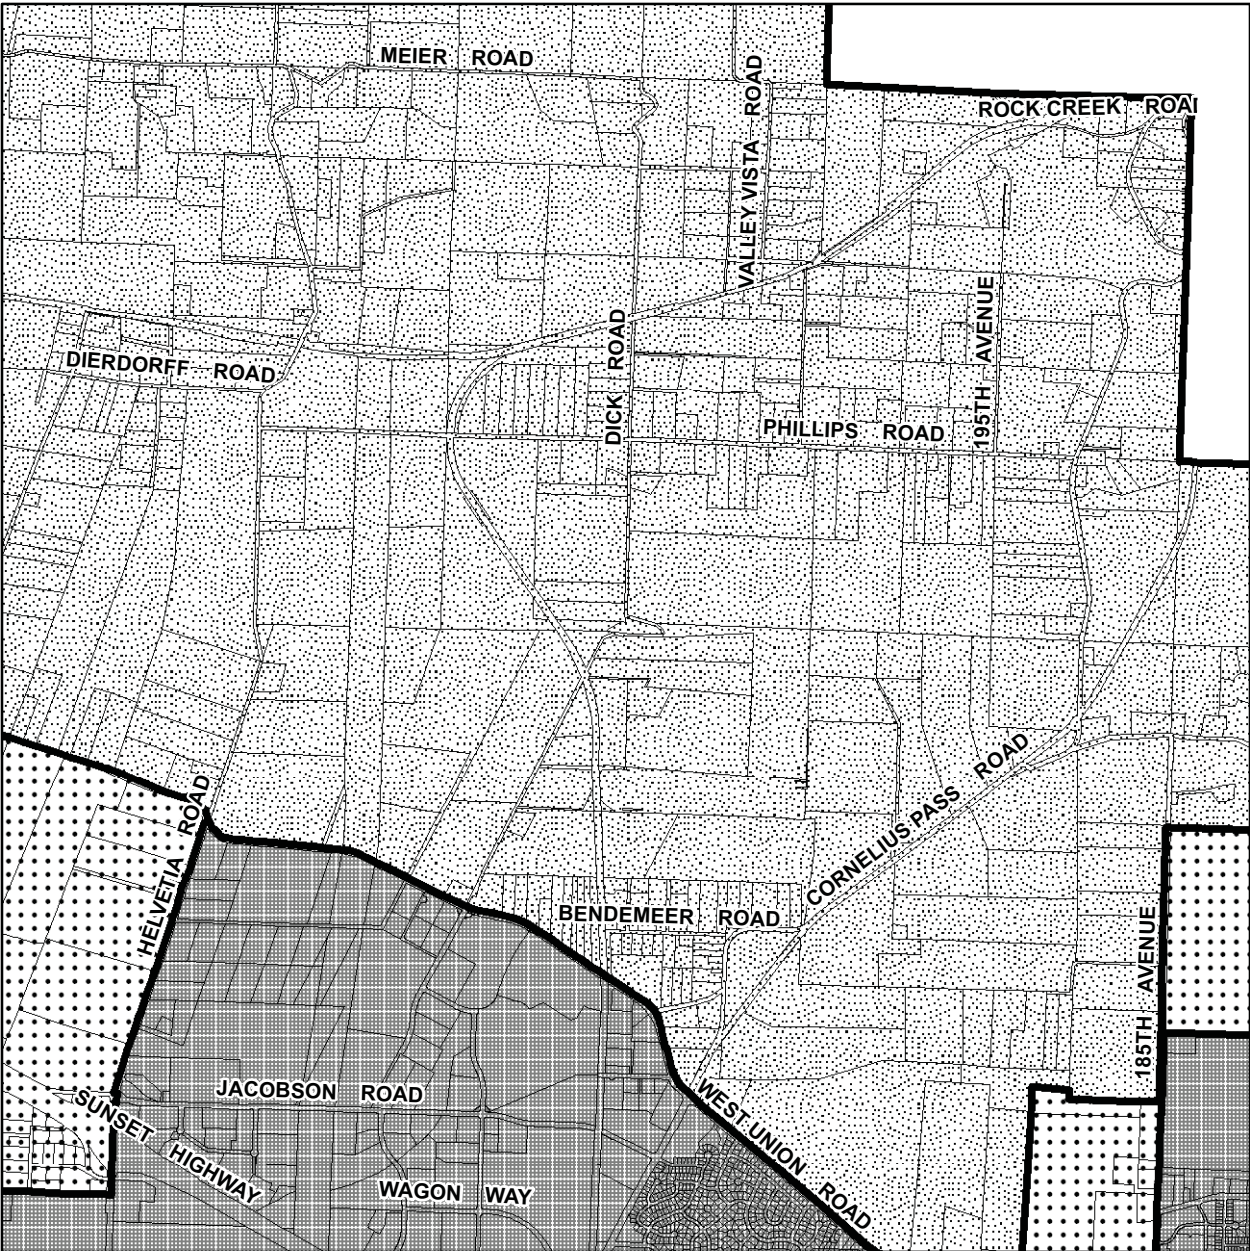 MEIER ROAD
VALLEY VISTA ROAD
ROCK CREEK ROAD
DIERDORFF ROAD
DICK ROAD
195TH AVENUE
PHILLIPS ROAD
HELVETIA ROAD
CORNELIUS PASS ROAD
BENDEMEER ROAD
185TH AVENUE
JACOBSON ROAD
SUNSET HIGHWAY
WEST UNION ROAD
WAGON WAY